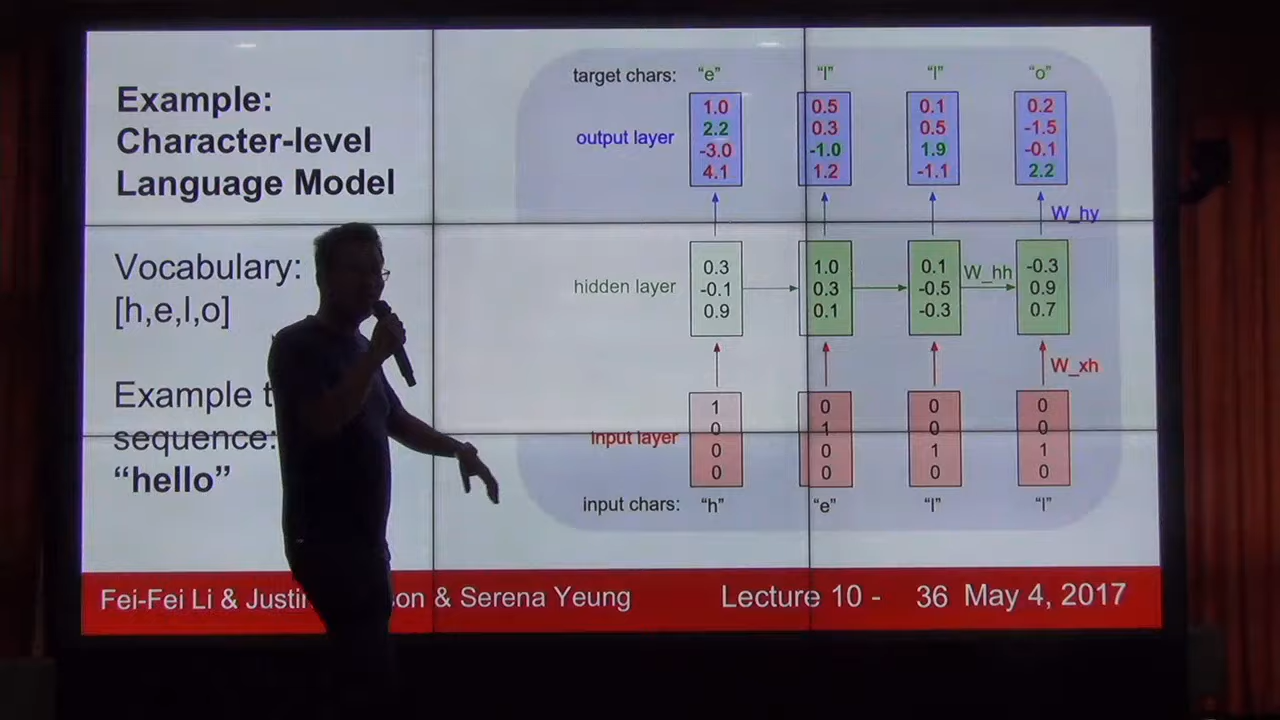 Example:
Character-level
Language Model
Vocabulary:
[h,e,l,o]
Example
sequence:
“hello”
target chars: “e” “l” “l” “o”
output layer
1.0 0.5 0.1 0.2
2.2 0.3 0.5 -1.5
-3.0 -1.0 1.9 -0.1
4.1 1.2 -1.1 2.2
W_hy
hidden layer
0.3 1.0 0.1 -0.3
-0.1 0.3 -0.5 0.9
0.9 0.1 -0.3 0.7
W_hh
W_xh
input layer
1 0 0 0
0 1 0 0
0 0 1 1
0 0 0 0
input chars: “h” “e” “l” “l”
Fei-Fei Li & Justin & Serena Yeung
Lecture 10 - 36 May 4, 2017